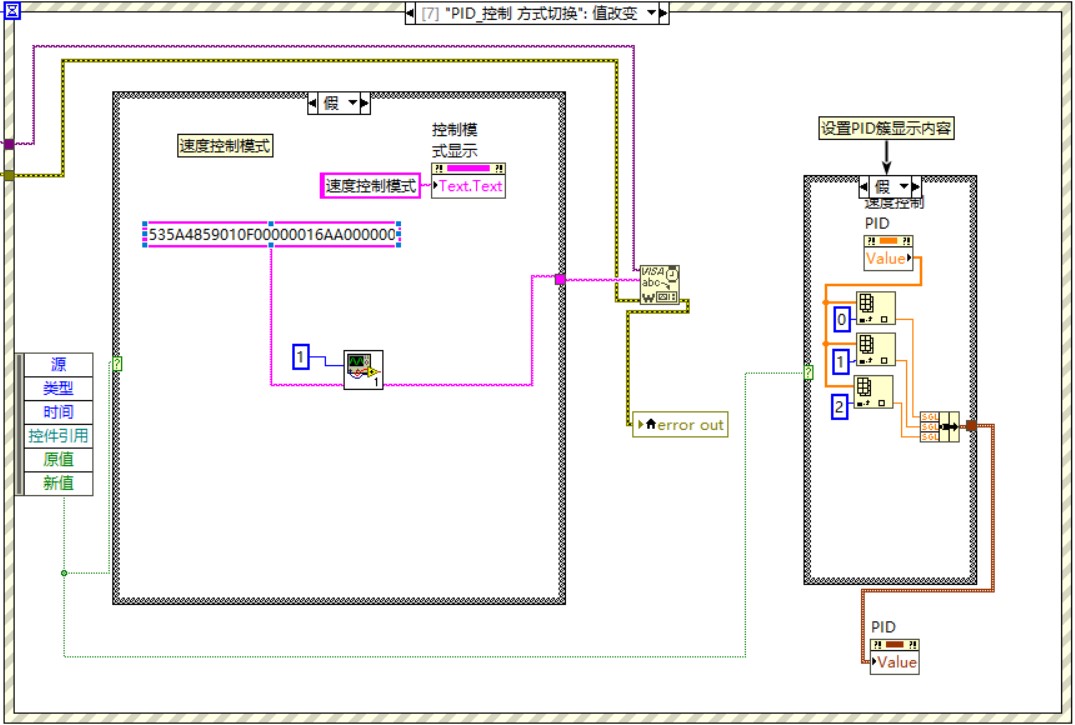 [7] "PID_控制 方式切换": 值改变
假
速度控制模式
控制模
式显示
速度控制模式
Text.Text
535A4859010F00000016AA000000
1
1
VISA
abc
W
源
类型
时间
控件引用
原值
新值
?
error out
设置PID簇显示内容
假
速度控制
PID
Value
0
1
2
?
SGL
SGL
SGL
PID
Value